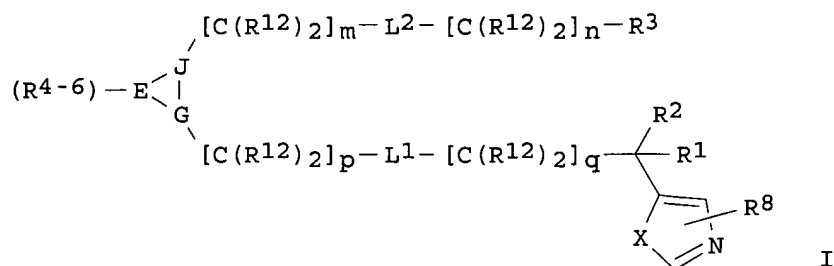 [C(R12)2]m—L2—[C(R12)2]n—R3
J
(R4-6)—E
G
R2
[C(R12)2]p—L1—[C(R12)2]q
R1
R8
X
N
I